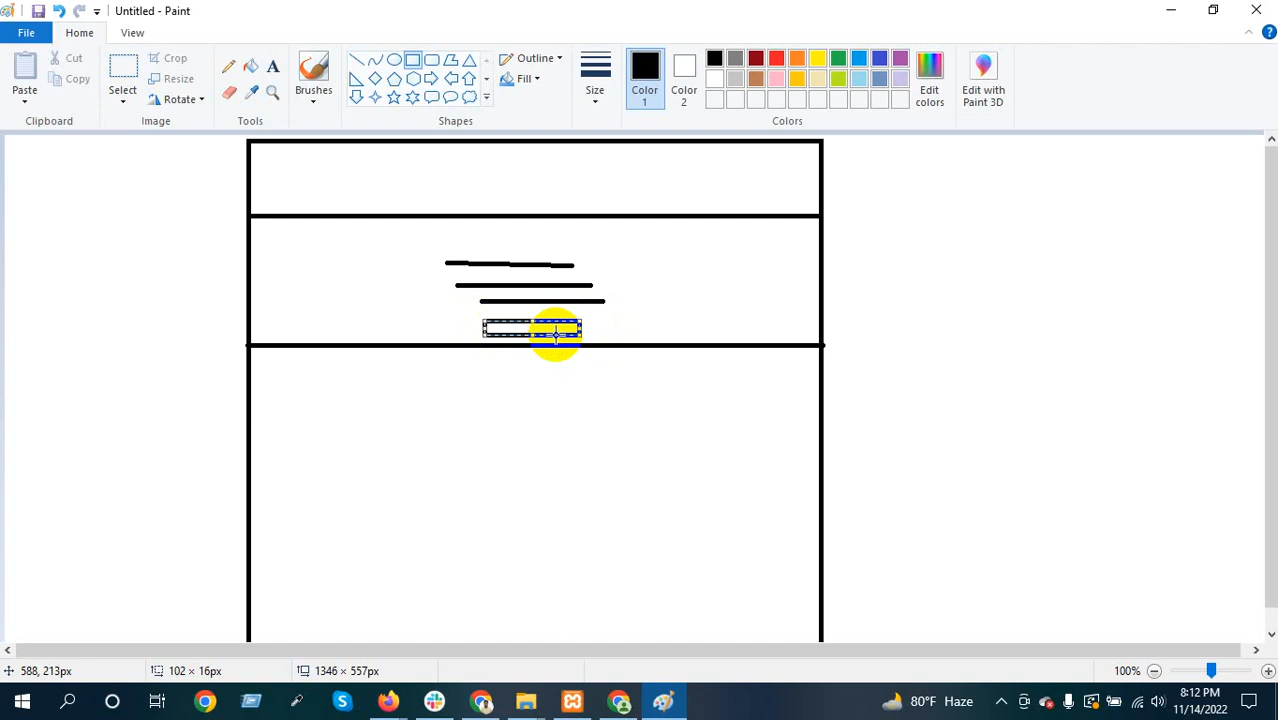 Untitled - Paint
File
Home
View
Paste
Cut
Copy
Clipboard
Select
Crop
Resize
Rotate
Image
A
Tools
Brushes
Shapes
Outline
Fill
Size
Color 1
Color 2
Edit colors
Colors
Edit with Paint 3D
588, 213px
102 × 16px
1346 × 557px
100%
80°F Haze
8:12 PM
11/14/2022